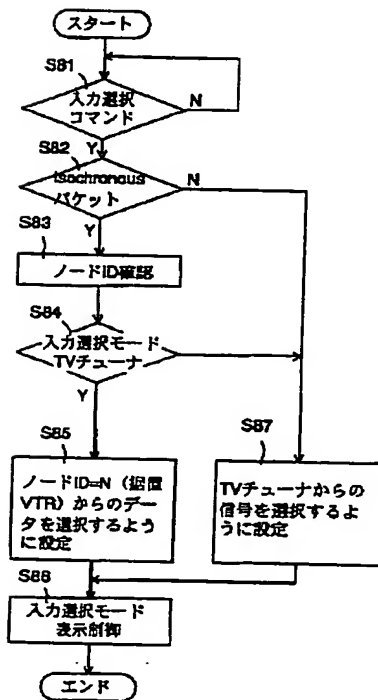 スタート
S81
入力選択
コマンド
N
Y
S82
Isochronous
パケット
N
Y
S83
ノードID確認
S84
入力選択モード
TVチューナ
Y
S85
ノードID=N（据置
VTR）からのデー
タを選択するよう
に設定
S87
TVチューナからの
信号を選択するよ
うに設定
S88
入力選択モード
表示制御
エンド